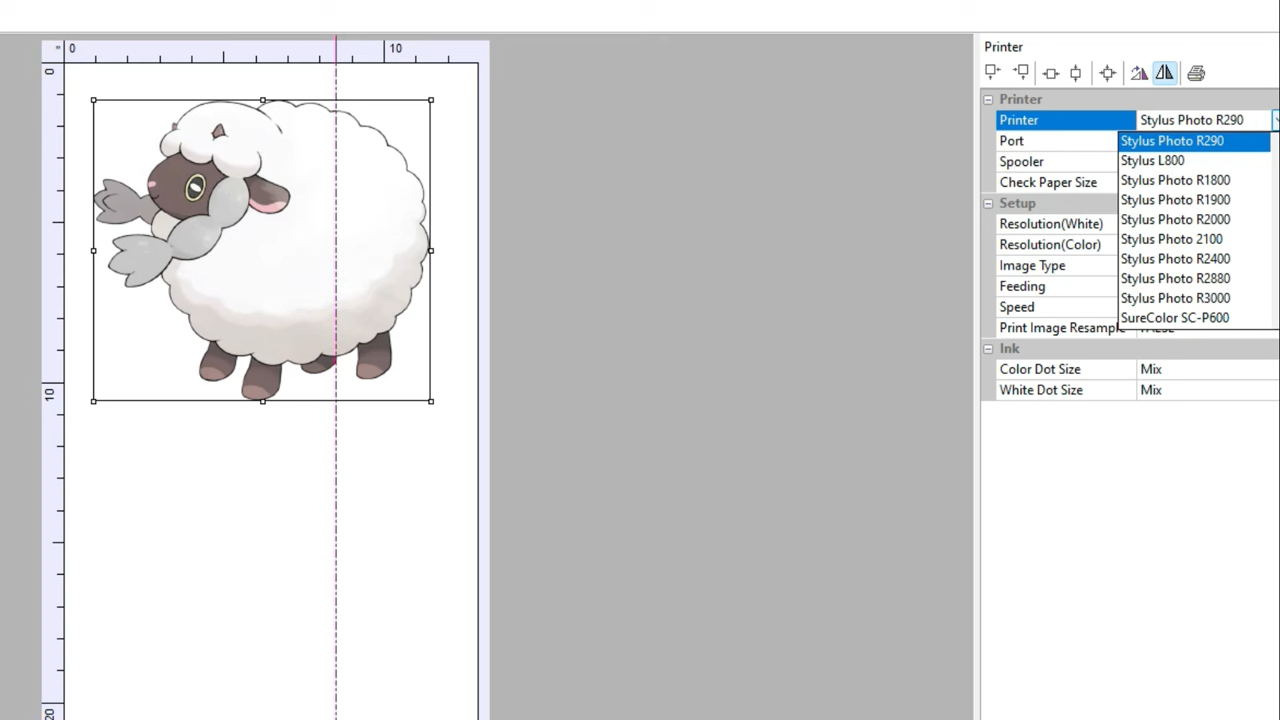 0
10
0
10
20
Printer
Printer
Printer Stylus Photo R290
Port
Spooler
Check Paper Size
Stylus Photo R290
Stylus L800
Stylus Photo R1800
Stylus Photo R1900
Stylus Photo R2000
Stylus Photo 2100
Stylus Photo R2400
Stylus Photo R2880
Stylus Photo R3000
SureColor SC-P600
Setup
Resolution(White)
Resolution(Color)
Image Type
Feeding
Speed
Print Image Resample
Ink
Color Dot Size Mix
White Dot Size Mix